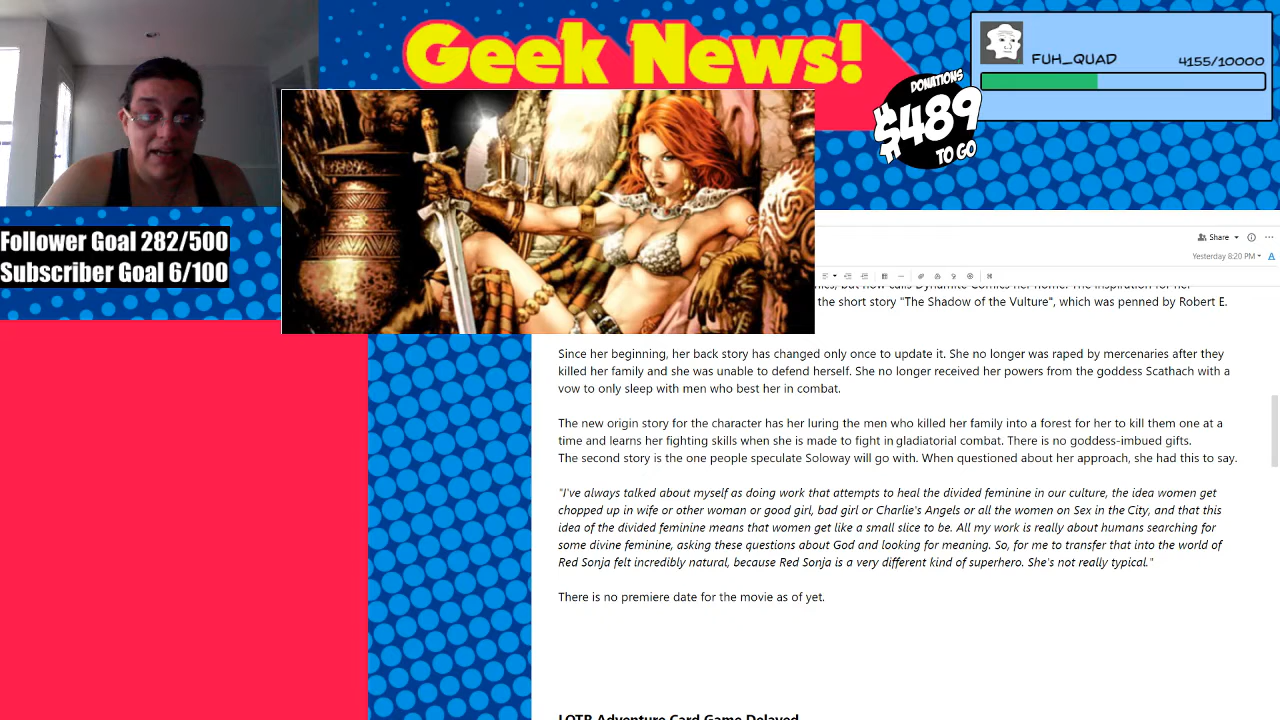 Geek News!
DONATIONS
$489
TO GO
FUH_QUAD
4155/10000
Follower Goal 282/500
Subscriber Goal 6/100
Share
Yesterday 8:20 PM
but now calls Dynamite Comics her home. The inspiration for her
the short story "The Shadow of the Vulture", which was penned by Robert E.
Since her beginning, her back story has changed only once to update it. She no longer was raped by mercenaries after they
killed her family and she was unable to defend herself. She no longer received her powers from the goddess Scathach with a
vow to only sleep with men who best her in combat.
The new origin story for the character has her luring the men who killed her family into a forest for her to kill them one at a
time and learns her fighting skills when she is made to fight in gladiatorial combat. There is no goddess-imbued gifts.
The second story is the one people speculate Soloway will go with. When questioned about her approach, she had this to say.
"I've always talked about myself as doing work that attempts to heal the divided feminine in our culture, the idea women get
chopped up in wife or other woman or good girl, bad girl or Charlie's Angels or all the women on Sex in the City, and that this
idea of the divided feminine means that women get like a small slice to be. All my work is really about humans searching for
some divine feminine, asking these questions about God and looking for meaning. So, for me to transfer that into the world of
Red Sonja felt incredibly natural, because Red Sonja is a very different kind of superhero. She's not really typical."
There is no premiere date for the movie as of yet.
LOTR Adventure Card Game Delayed